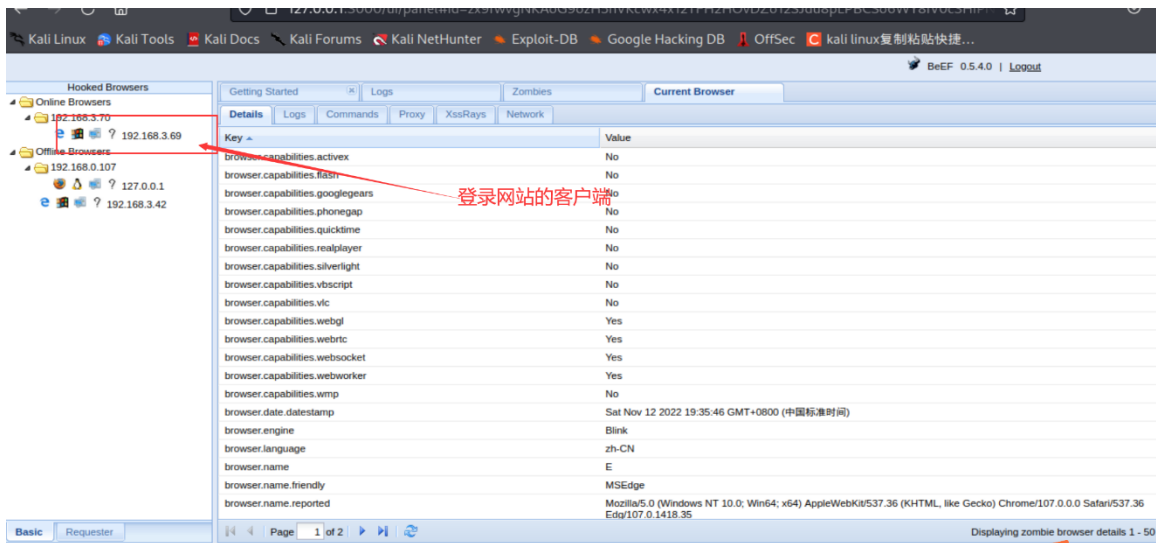 Kali Linux Kali Tools Kali Docs Kali Forums Kali NetHunter Exploit-DB Google Hacking DB OffSec kali linux复制粘贴快捷...
BeEF 0.5.4.0 | Logout
Hooked Browsers
Online Browsers
192.168.3.70
192.168.3.69
Offline Browsers
192.168.0.107
127.0.0.1
192.168.3.42
Basic Requester
Getting Started Logs Zombies Current Browser
Details Logs Commands Proxy XssRays Network
Key Value
browser.capabilities.activex No
browser.capabilities.flash No
browser.capabilities.googlegears No
登录网站的客户端
browser.capabilities.phonegap No
browser.capabilities.quicktime No
browser.capabilities.realplayer No
browser.capabilities.silverlight No
browser.capabilities.vbscript No
browser.capabilities.vlc No
browser.capabilities.webgl Yes
browser.capabilities.webrtc Yes
browser.capabilities.websocket Yes
browser.capabilities.webworker Yes
browser.capabilities.wmp No
browser.date.datestamp Sat Nov 12 2022 19:35:46 GMT+0800 (中国标准时间)
browser.engine Blink
browser.language zh-CN
browser.name E
browser.name.friendly MSEdge
browser.name.reported Mozilla/5.0 (Windows NT 10.0; Win64; x64) AppleWebKit/537.36 (KHTML, like Gecko) Chrome/107.0.0.0 Safari/537.36
Edg/107.0.1418.35
Page 1 of 2 Displaying zombie browser details 1 - 50